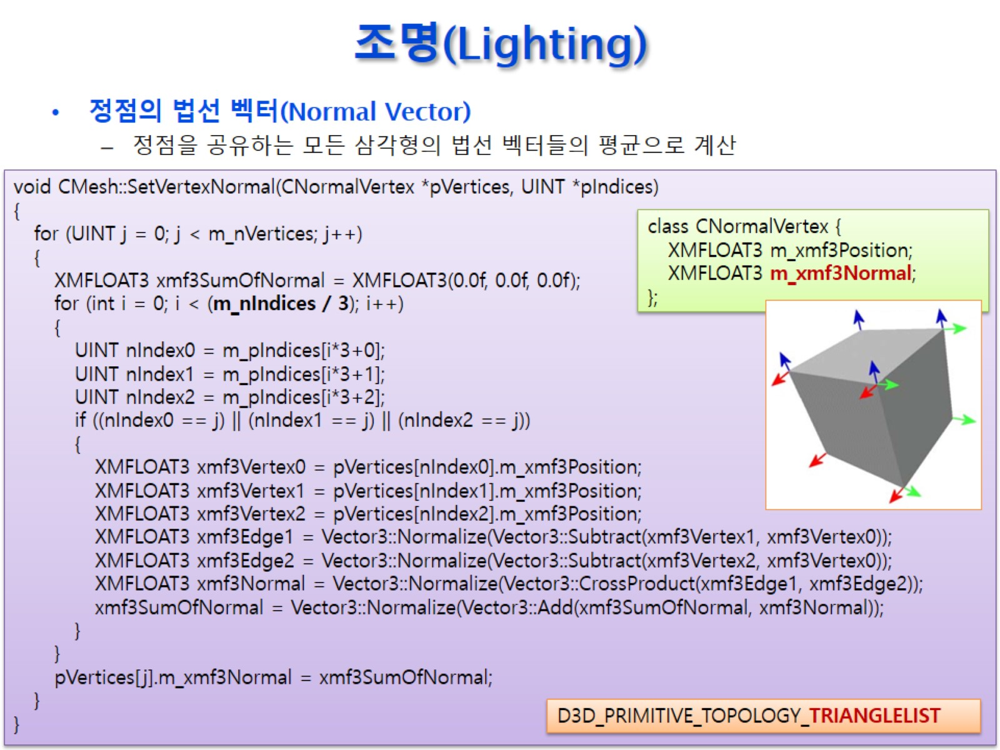 조명(Lighting)
• 정점의 법선 벡터(Normal Vector)
– 정점을 공유하는 모든 삼각형의 법선 벡터들의 평균으로 계산
void CMesh::SetVertexNormal(CNormalVertex *pVertices, UINT *pIndices)
{
for (UINT j = 0; j < m_nVertices; j++)
{
XMFLOAT3 xmf3SumOfNormal = XMFLOAT3(0.0f, 0.0f, 0.0f);
for (int i = 0; i < (m_nIndices / 3); i++)
{
UINT nIndex0 = m_pIndices[i*3+0];
UINT nIndex1 = m_pIndices[i*3+1];
UINT nIndex2 = m_pIndices[i*3+2];
if ((nIndex0 == j) || (nIndex1 == j) || (nIndex2 == j))
{
XMFLOAT3 xmf3Vertex0 = pVertices[nIndex0].m_xmf3Position;
XMFLOAT3 xmf3Vertex1 = pVertices[nIndex1].m_xmf3Position;
XMFLOAT3 xmf3Vertex2 = pVertices[nIndex2].m_xmf3Position;
XMFLOAT3 xmf3Edge1 = Vector3::Normalize(Vector3::Subtract(xmf3Vertex1, xmf3Vertex0));
XMFLOAT3 xmf3Edge2 = Vector3::Normalize(Vector3::Subtract(xmf3Vertex2, xmf3Vertex0));
XMFLOAT3 xmf3Normal = Vector3::Normalize(Vector3::CrossProduct(xmf3Edge1, xmf3Edge2));
xmf3SumOfNormal = Vector3::Normalize(Vector3::Add(xmf3SumOfNormal, xmf3Normal));
}
}
pVertices[j].m_xmf3Normal = xmf3SumOfNormal;
}
}
class CNormalVertex {
XMFLOAT3 m_xmf3Position;
XMFLOAT3 m_xmf3Normal;
};
D3D_PRIMITIVE_TOPOLOGY_TRIANGLELIST